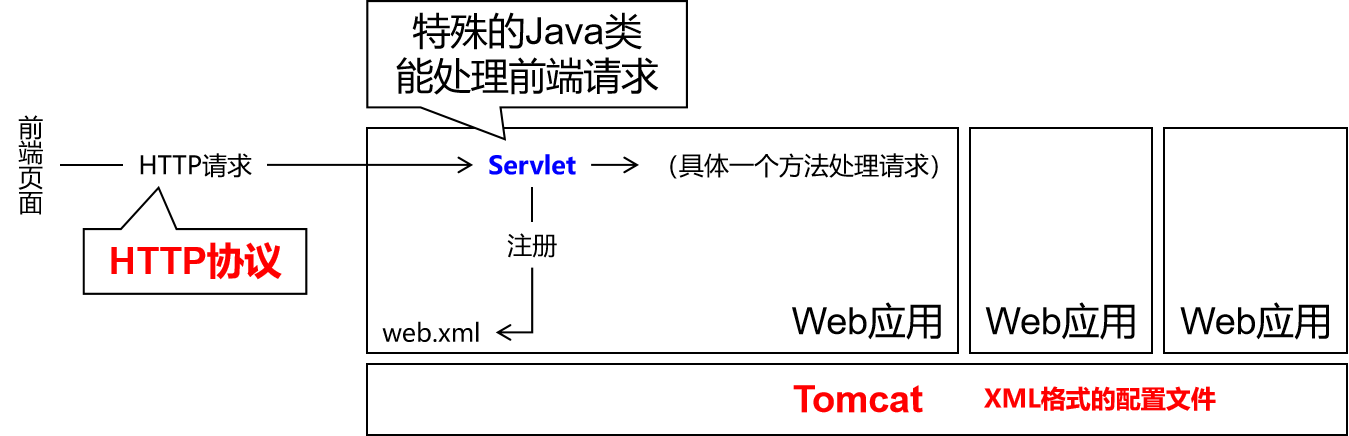 特殊的Java类
能处理前端请求
前端页面
HTTP请求
Servlet
（具体一个方法处理请求）
HTTP协议
注册
web.xml
Web应用
Web应用
Web应用
Tomcat
XML格式的配置文件